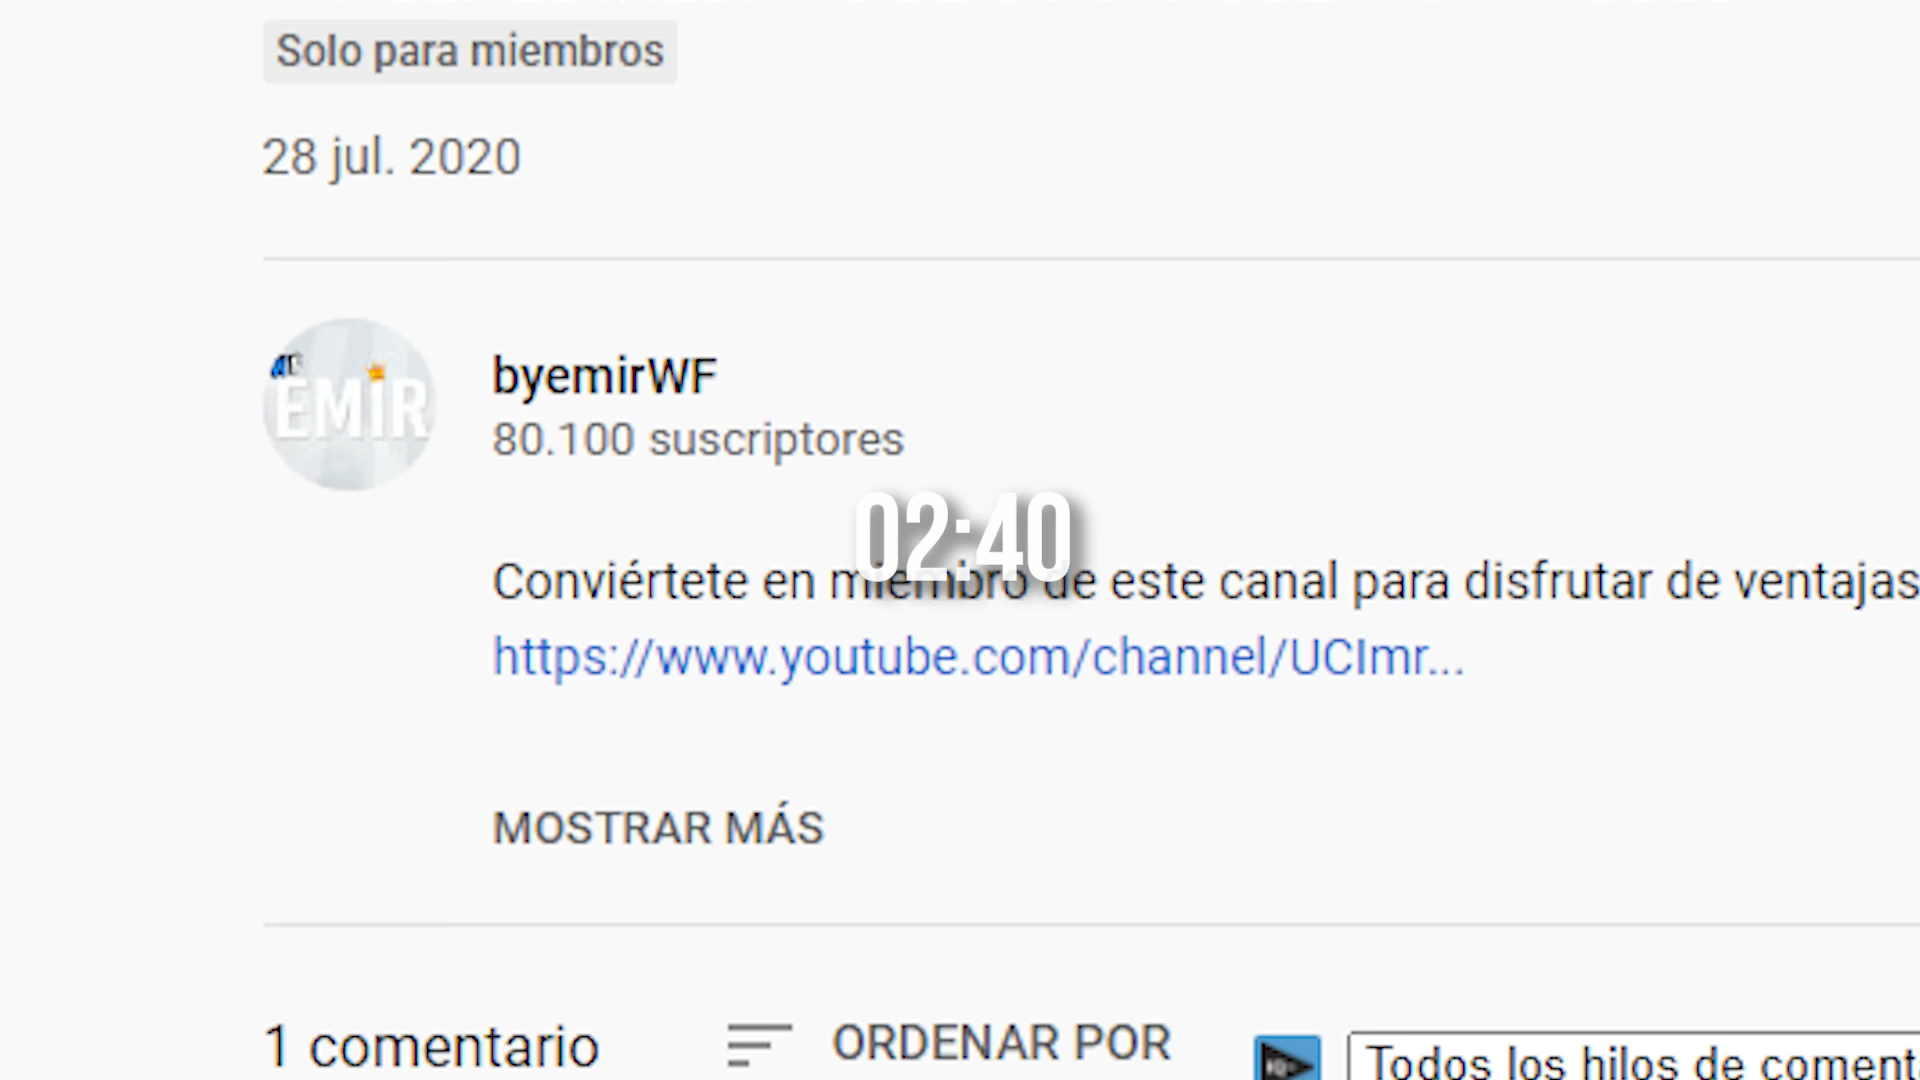 Solo para miembros
28 jul. 2020
EMIR
byemirWF
80.100 suscriptores
02:40
Conviértete en miembro de este canal para disfrutar de ventajas
https://www.youtube.com/channel/UCImr...
MOSTRAR MÁS
1 comentario
ORDENAR POR
Todos los hilos de coment